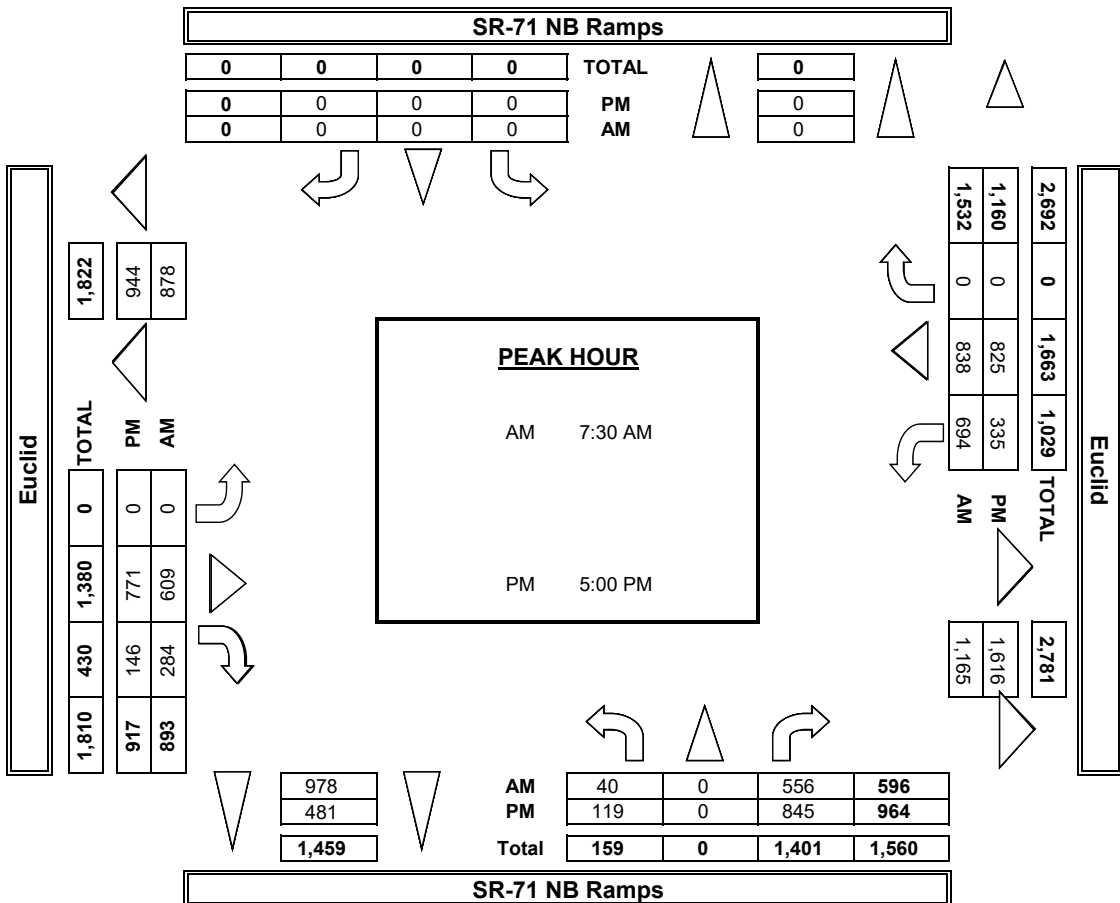 SR-71 NB Ramps
0 0 0 0 TOTAL 0
0 0 0 0 PM 0
0 0 0 0 AM 0
Euclid
1,822
944
878
TOTAL
PM
AM
0 1,380 430 1,810
0 771 146 917
0 609 284 893
PEAK HOUR
AM 7:30 AM
PM 5:00 PM
2,692 0 1,663 1,029 TOTAL
1,160 0 825 335 PM
1,532 0 838 694 AM
2,781
1,616
1,165
Euclid
978 AM 40 0 556 596
481 PM 119 0 845 964
1,459 Total 159 0 1,401 1,560
SR-71 NB Ramps